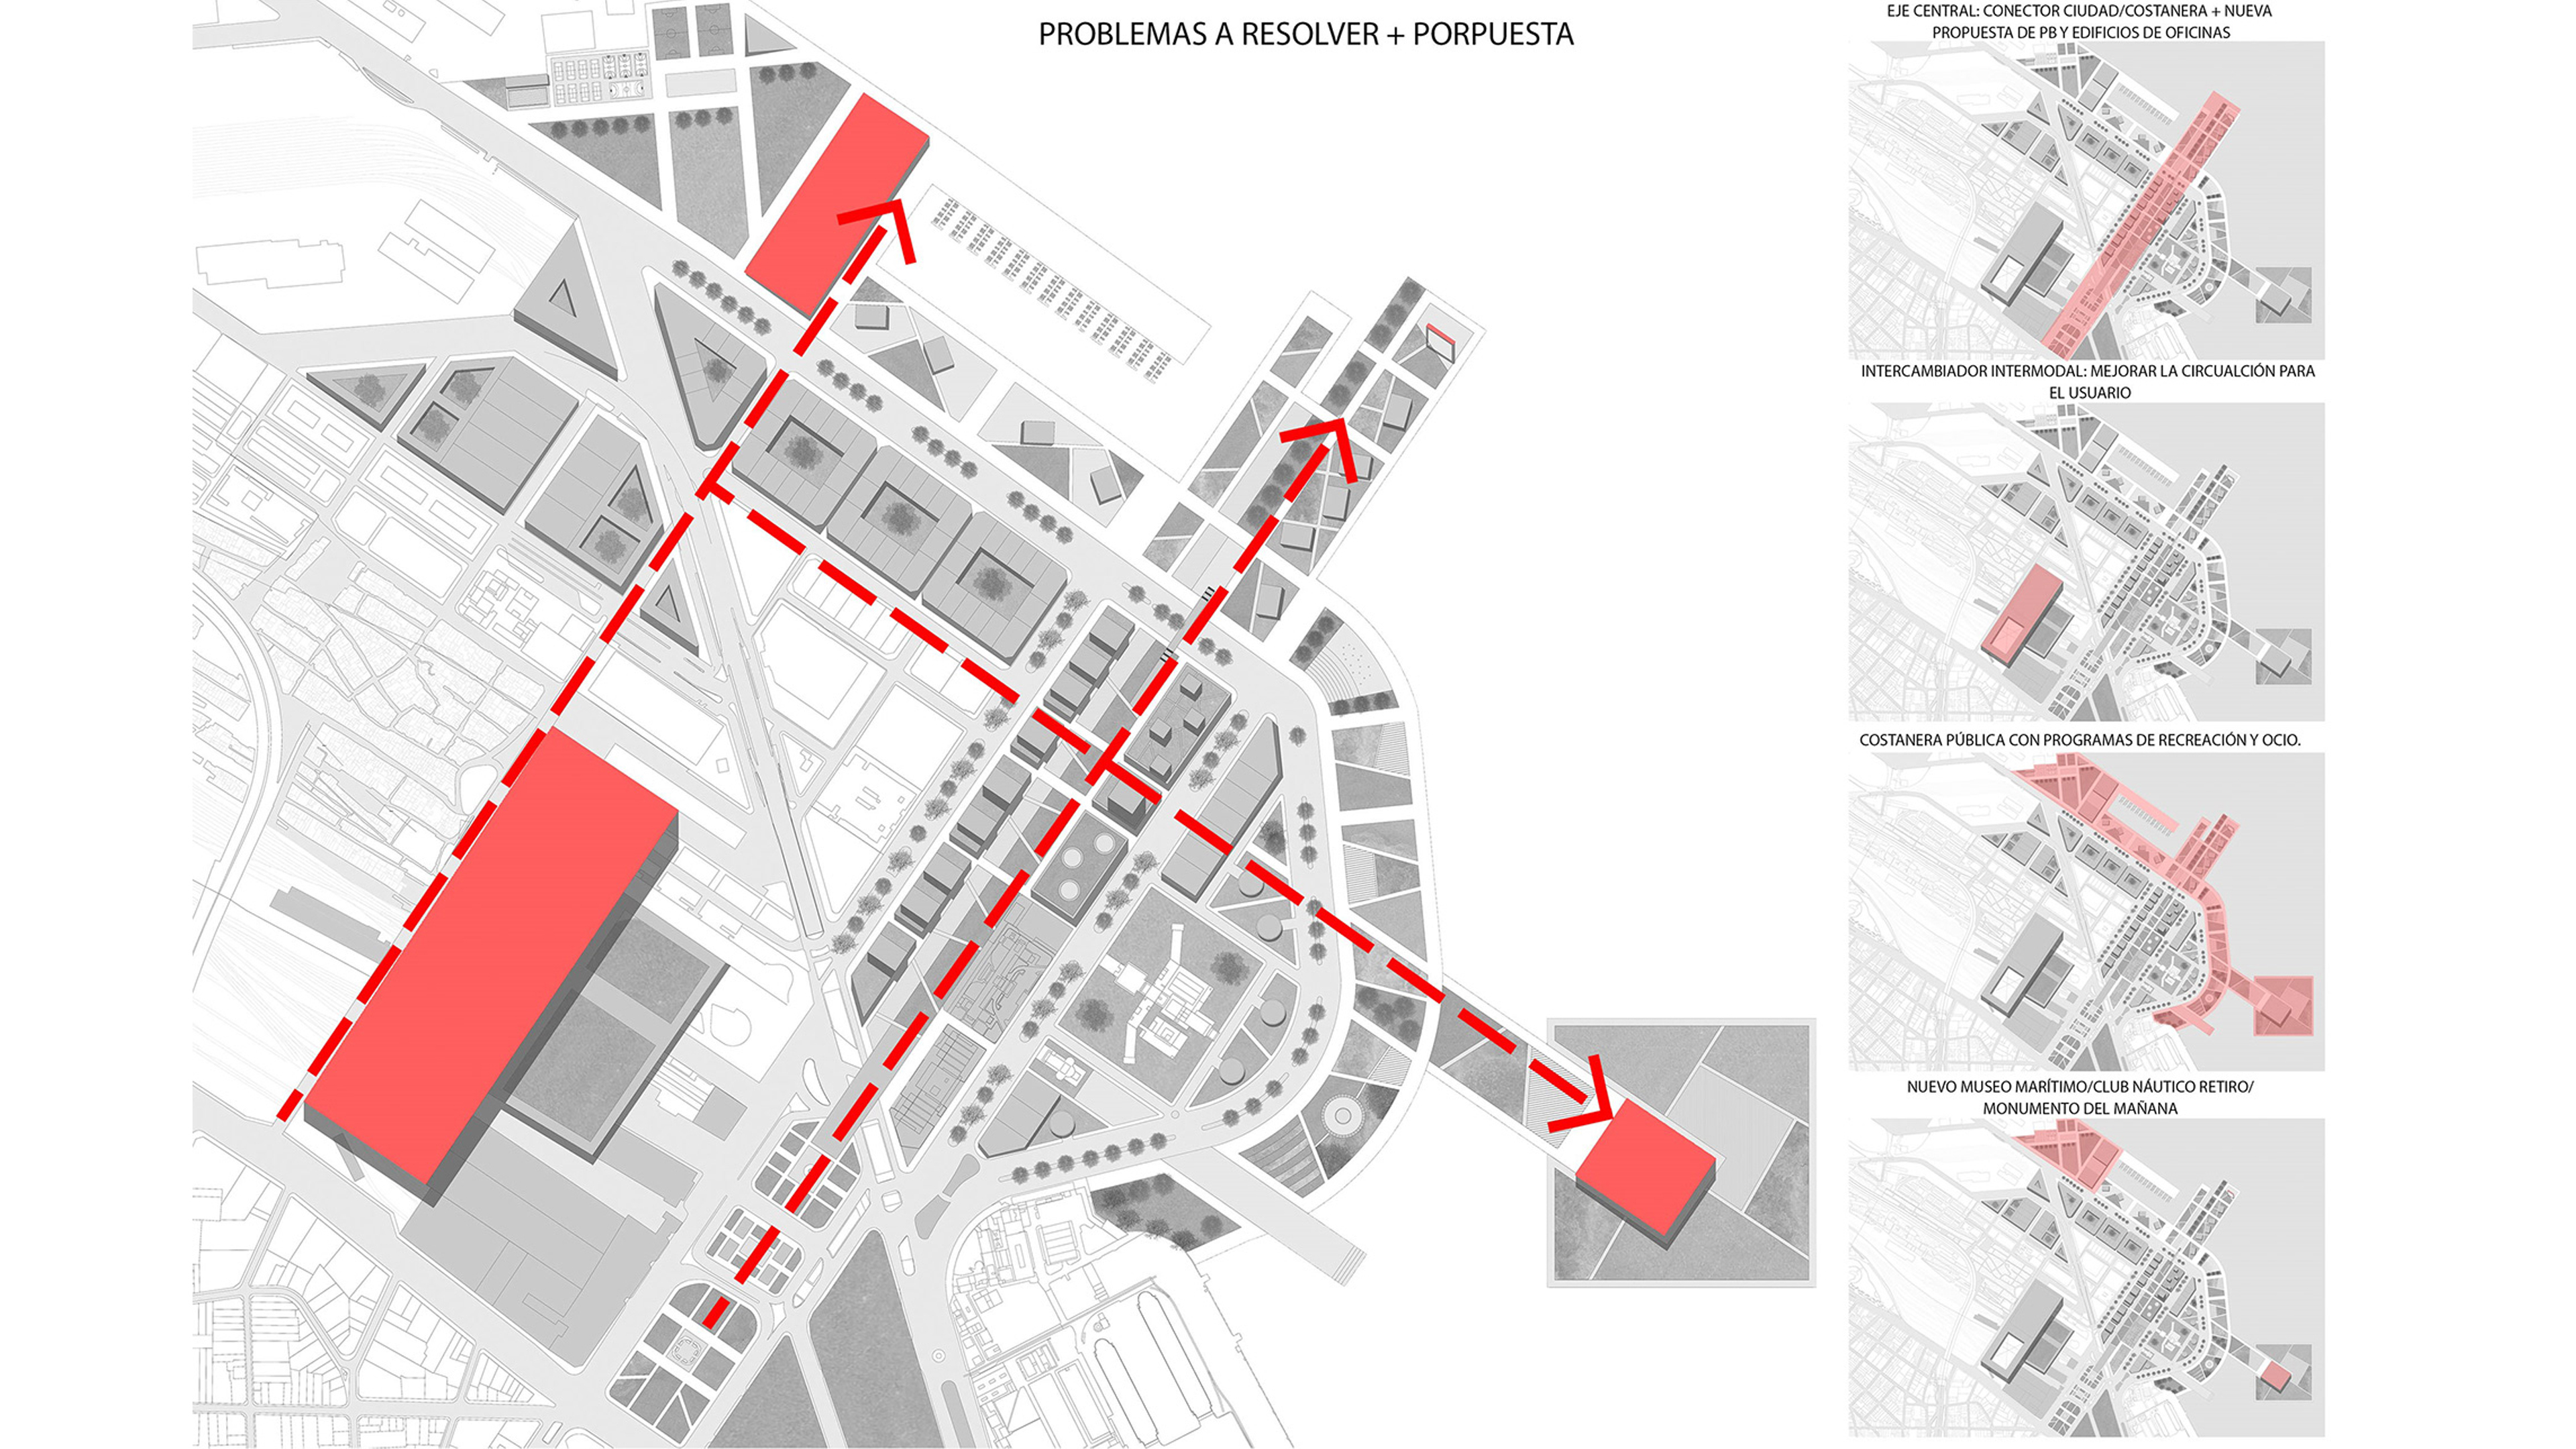 PROBLEMAS A RESOLVER + PORPUESTA
EJE CENTRAL: CONECTOR CIUDAD/COSTANERA + NUEVA
PROPUESTA DE PB Y EDIFICIOS DE OFICINAS
INTERCAMBIADOR INTERMODAL: MEJORAR LA CIRCUALCIÓN PARA
EL USUARIO
COSTANERA PÚBLICA CON PROGRAMAS DE RECREACIÓN Y OCIO.
NUEVO MUSEO MARÍTIMO/CLUB NÁUTICO RETIRO/
MONUMENTO DEL MAÑANA